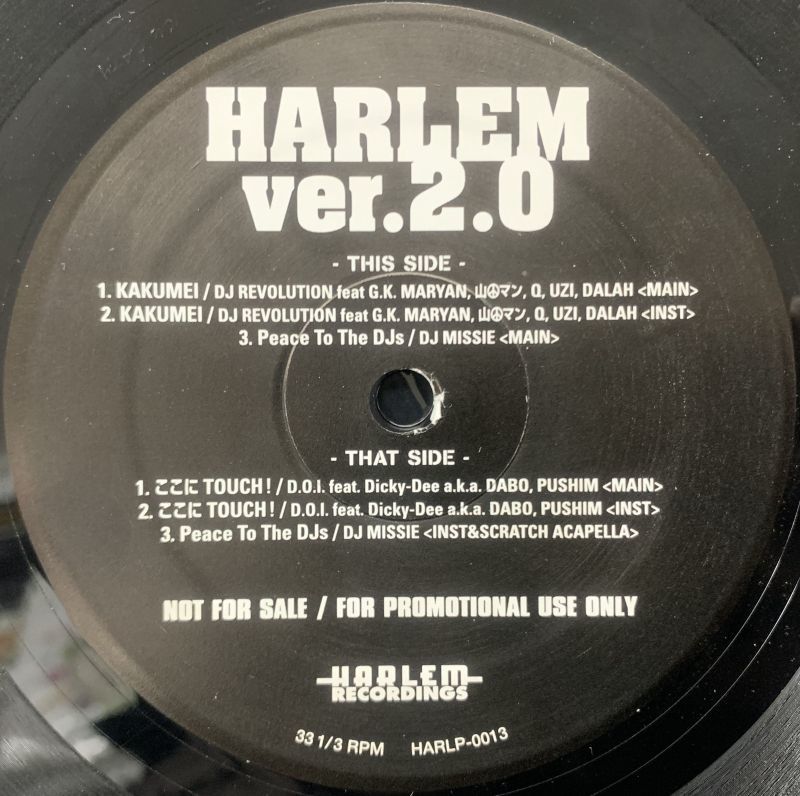 HARLEM
ver.2.0
- THIS SIDE -
1. KAKUMEI / DJ REVOLUTION feat G.K. MARYAN, 山☮マン, Q, UZI, DALAH <MAIN>
2. KAKUMEI / DJ REVOLUTION feat G.K. MARYAN, 山☮マン, Q, UZI, DALAH <INST>
3. Peace To The DJs / DJ MISSIE <MAIN>
- THAT SIDE -
1. ここに TOUCH! / D.O.I. feat. Dicky-Dee a.k.a. DABO, PUSHIM <MAIN>
2. ここに TOUCH! / D.O.I. feat. Dicky-Dee a.k.a. DABO, PUSHIM <INST>
3. Peace To The DJs / DJ MISSIE <INST&SCRATCH ACAPELLA>
NOT FOR SALE / FOR PROMOTIONAL USE ONLY
HARLEM
RECORDINGS
33 1/3 RPM HARLP-0013